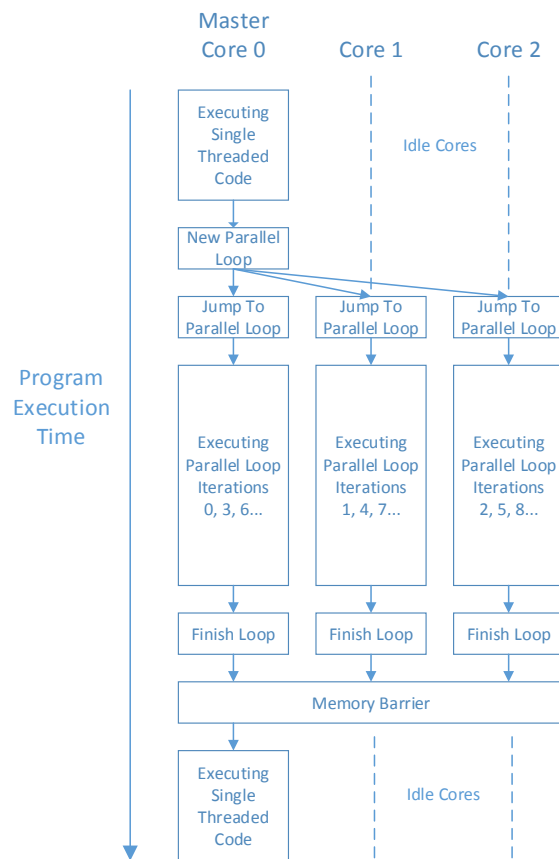 Master
Core 0
Core 1
Core 2
Executing
Single
Threaded
Code
Idle Cores
New Parallel
Loop
Jump To
Parallel Loop
Jump To
Parallel Loop
Jump To
Parallel Loop
Program
Execution
Time
Executing
Parallel Loop
Iterations
0, 3, 6...
Executing
Parallel Loop
Iterations
1, 4, 7...
Executing
Parallel Loop
Iterations
2, 5, 8...
Finish Loop
Finish Loop
Finish Loop
Memory Barrier
Executing
Single
Threaded
Code
Idle Cores